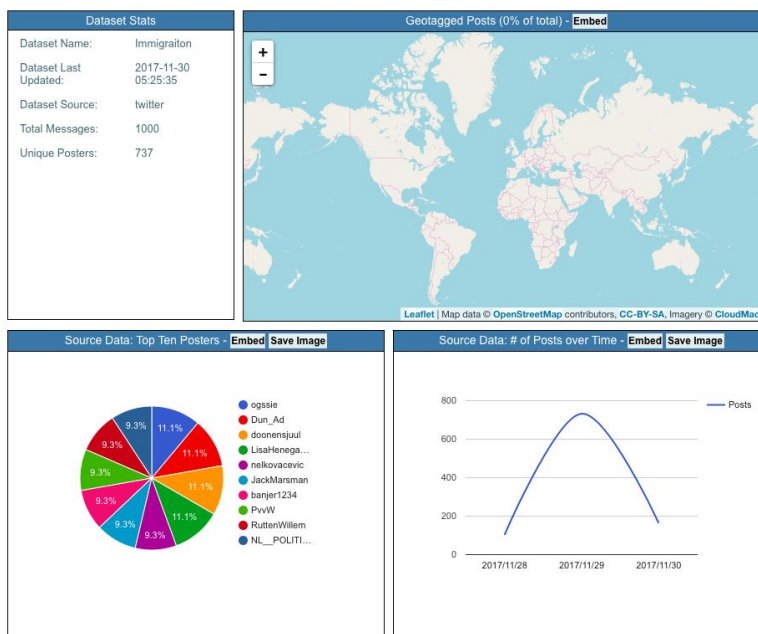 Dataset Stats
Dataset Name: Immigraiton
Dataset Last Updated: 2017-11-30 05:25:35
Dataset Source: twitter
Total Messages: 1000
Unique Posters: 737
Geotagged Posts (0% of total) - Embed
+
−
Leaflet | Map data © OpenStreetMap contributors, CC-BY-SA, Imagery © CloudMad
Source Data: Top Ten Posters - Embed Save Image
11.1%
11.1%
11.1%
11.1%
9.3%
9.3%
9.3%
9.3%
9.3%
9.3%
ogssie
Dun_Ad
doonensjuul
LisaHenega...
nelkovacevic
JackMarsman
banjer1234
PvvW
RuttenWillem
NL__POLITI...
Source Data: # of Posts over Time - Embed Save Image
800
600
400
200
0
2017/11/28 2017/11/29 2017/11/30
Posts